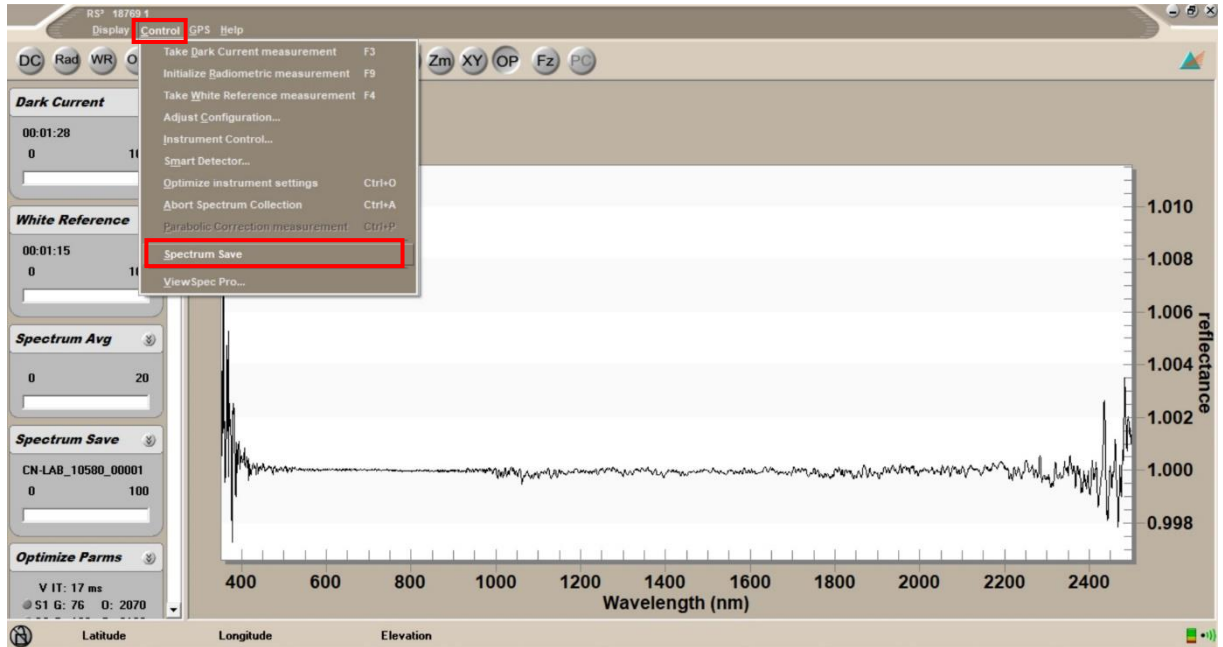 RS³ 18769 1
Display Control GPS Help
DC Rad WR O Zm XY OP Fz PC
Take Dark Current measurement F3
Initialize Radiometric measurement F9
Take White Reference measurement F4
Adjust Configuration...
Instrument Control...
Smart Detector...
Optimize instrument settings Ctrl+O
Abort Spectrum Collection Ctrl+A
Parabolic Correction measurement Ctrl+P
Spectrum Save
ViewSpec Pro...
Dark Current
00:01:28
0 10
White Reference
00:01:15
0 10
Spectrum Avg
0 20
Spectrum Save
CN-LAB_10580_00001
0 100
Optimize Parms
V IT: 17 ms
S1 G: 76 O: 2070
1.010
1.008
1.006
1.004
1.002
1.000
0.998
reflectance
400 600 800 1000 1200 1400 1600 1800 2000 2200 2400
Wavelength (nm)
Latitude Longitude Elevation